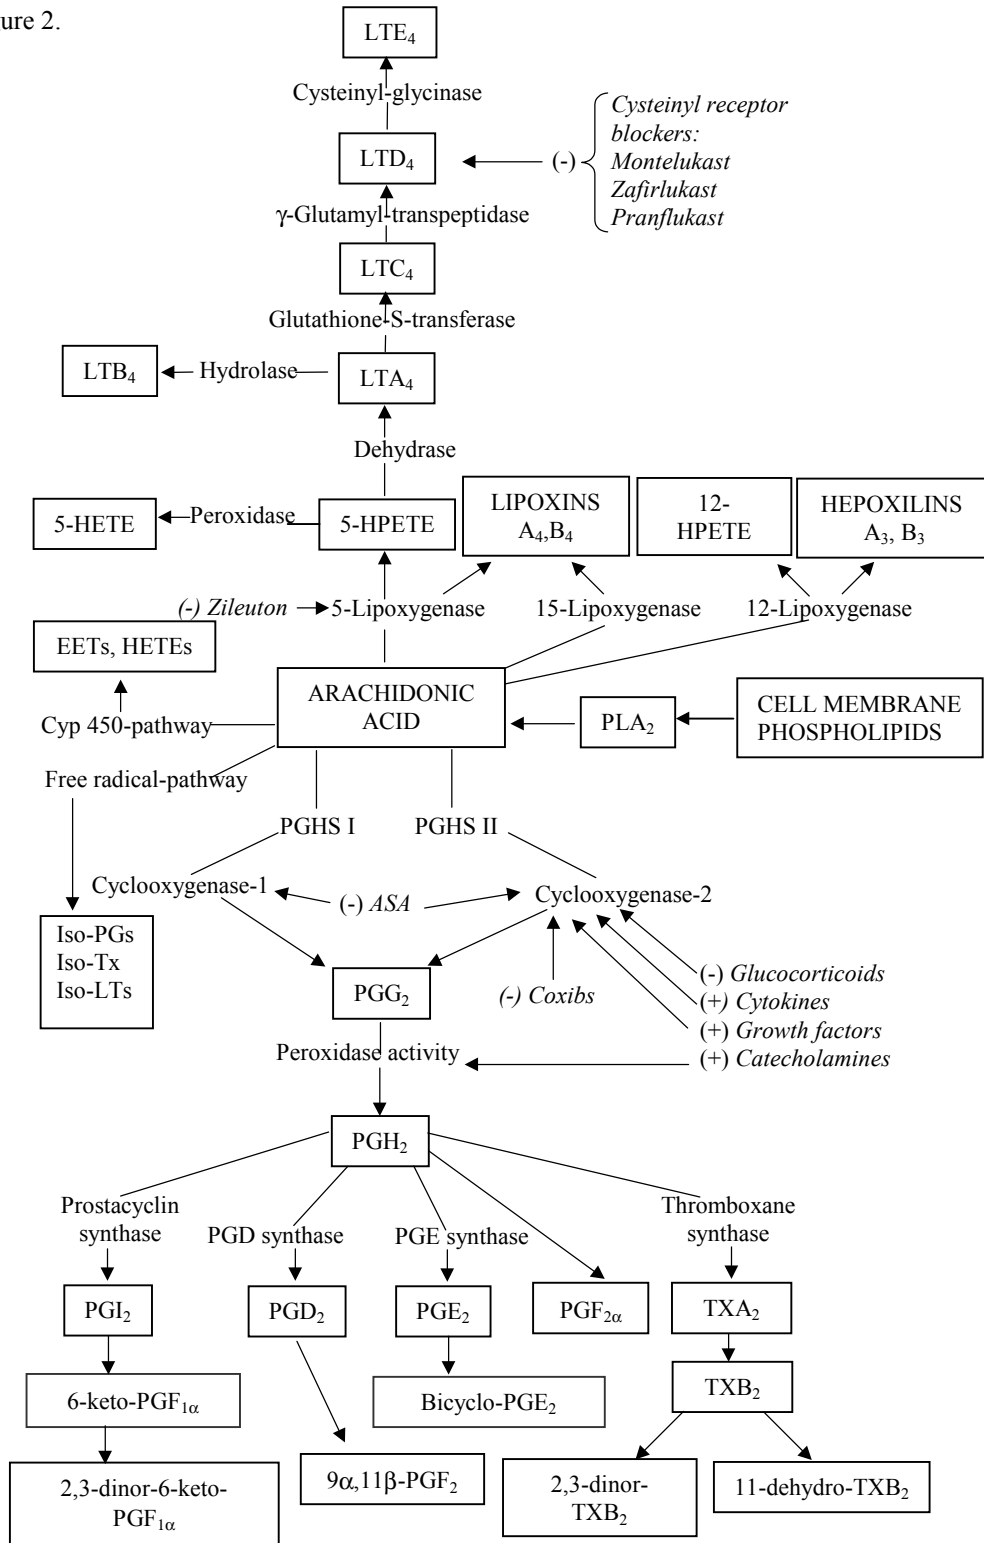 ure 2.
LTE4
Cysteinyl-glycinase
Cysteinyl receptor
blockers:
LTD4
(-)
Montelukast
Zafirlukast
γ-Glutamyl-transpeptidase
Pranflukast
LTC4
Glutathione-S-transferase
LTB4
Hydrolase
LTA4
Dehydrase
5-HETE
Peroxidase
5-HPETE
LIPOXINS
A4,B4
12-
HPETE
HEPOXILINS
A3, B3
(-) Zileuton
5-Lipoxygenase
15-Lipoxygenase
12-Lipoxygenase
EETs, HETEs
ARACHIDONIC
ACID
PLA2
CELL MEMBRANE
PHOSPHOLIPIDS
Cyp 450-pathway
Free radical-pathway
PGHS I
PGHS II
Cyclooxygenase-1
(-) ASA
Cyclooxygenase-2
Iso-PGs
Iso-Tx
Iso-LTs
PGG2
(-) Coxibs
(-) Glucocorticoids
(+) Cytokines
(+) Growth factors
(+) Catecholamines
Peroxidase activity
PGH2
Prostacyclin
synthase
PGD synthase
PGE synthase
Thromboxane
synthase
PGI2
PGD2
PGE2
PGF2α
TXA2
6-keto-PGF1α
Bicyclo-PGE2
TXB2
2,3-dinor-6-keto-
PGF1α
9α,11β-PGF2
2,3-dinor-
TXB2
11-dehydro-TXB2